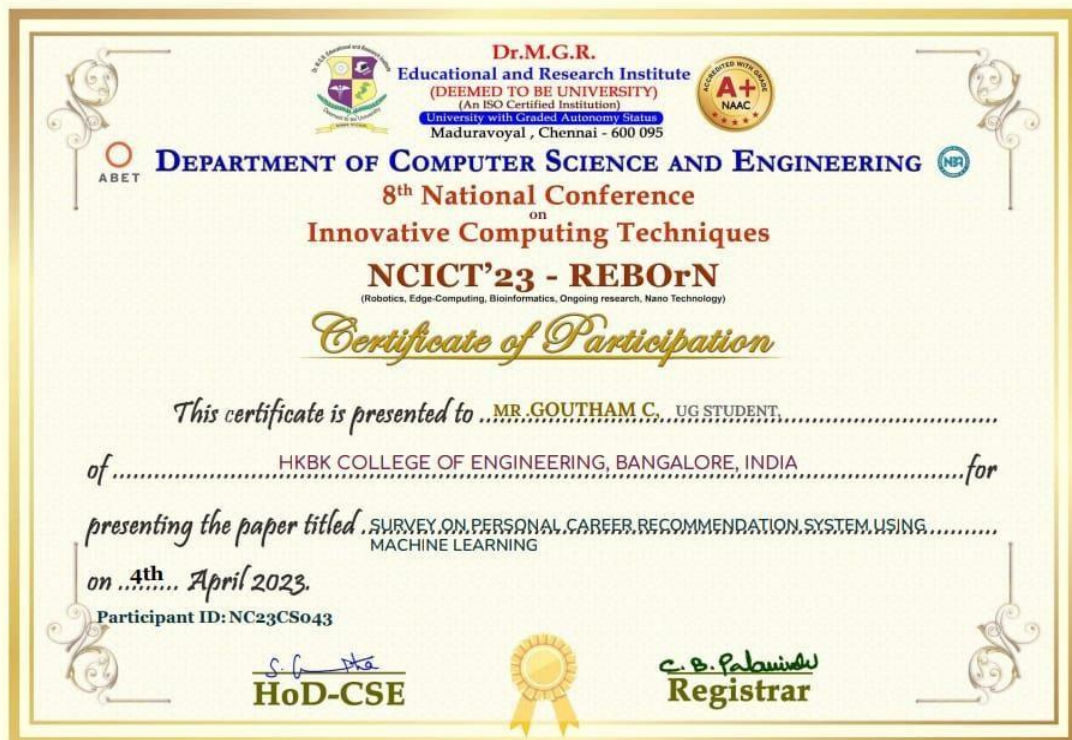 Dr.M.G.R.
Educational and Research Institute
(DEEMED TO BE UNIVERSITY)
(An ISO Certified Institution)
University with Graded Autonomy Status
Maduravoyal , Chennai - 600 095
ACCREDITED WITH GRADE
A+
NAAC
ABET
DEPARTMENT OF COMPUTER SCIENCE AND ENGINEERING
NBA
8th National Conference
on
Innovative Computing Techniques
NCICT'23 - REBOrN
(Robotics, Edge-Computing, Bioinformatics, Ongoing research, Nano Technology)
Certificate of Participation
This certificate is presented to MR .GOUTHAM C, UG STUDENT,
of HKBK COLLEGE OF ENGINEERING, BANGALORE, INDIA for
presenting the paper titled SURVEY ON PERSONAL CAREER RECOMMENDATION SYSTEM USING
MACHINE LEARNING
on 4th April 2023.
Participant ID: NC23CS043
HoD-CSE
Registrar